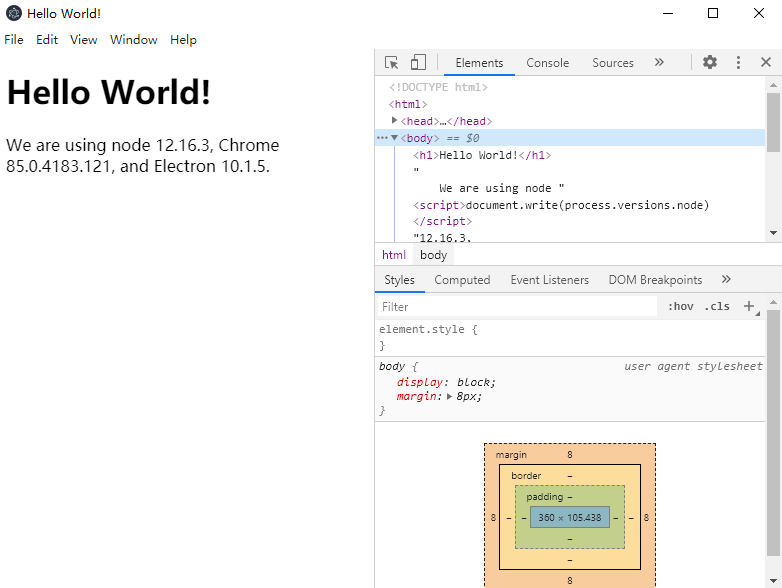 Hello World!
File Edit View Window Help
Hello World!
We are using node 12.16.3, Chrome
85.0.4183.121, and Electron 10.1.5.
Elements Console Sources »
<!DOCTYPE html>
<html>
<head>…</head>
<body> == $0
<h1>Hello World!</h1>
"
We are using node "
<script>document.write(process.versions.node)
</script>
"12.16.3,
html body
Styles Computed Event Listeners DOM Breakpoints »
Filter :hov .cls +
element.style {
}
body { user agent stylesheet
display: block;
margin: 8px;
}
margin 8
border –
padding –
8 – – 360 × 105.438 – – 8
–
–
8